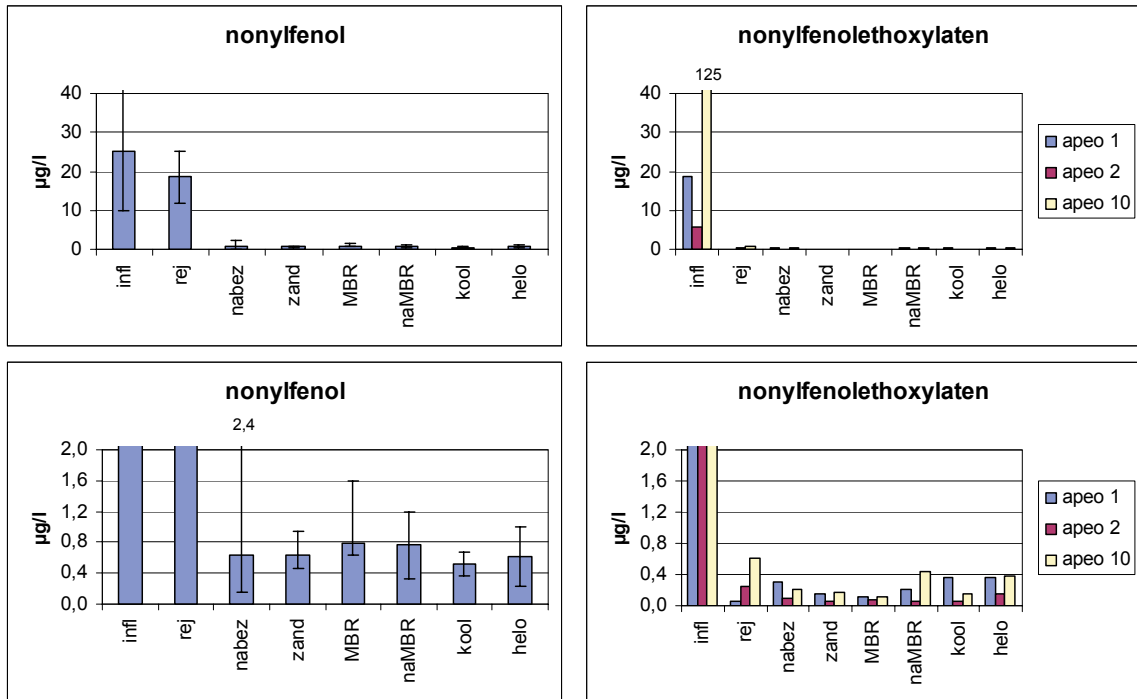 nonylfenol
µg/l
40
30
20
10
0
infl
rej
nabez
zand
MBR
naMBR
kool
helo
nonylfenolethoxylaten
125
µg/l
40
30
20
10
0
infl
rej
nabez
zand
MBR
naMBR
kool
helo
apeo 1
apeo 2
apeo 10
nonylfenol
2,4
µg/l
2,0
1,6
1,2
0,8
0,4
0,0
infl
rej
nabez
zand
MBR
naMBR
kool
helo
nonylfenolethoxylaten
µg/l
2,0
1,6
1,2
0,8
0,4
0,0
infl
rej
nabez
zand
MBR
naMBR
kool
helo
apeo 1
apeo 2
apeo 10